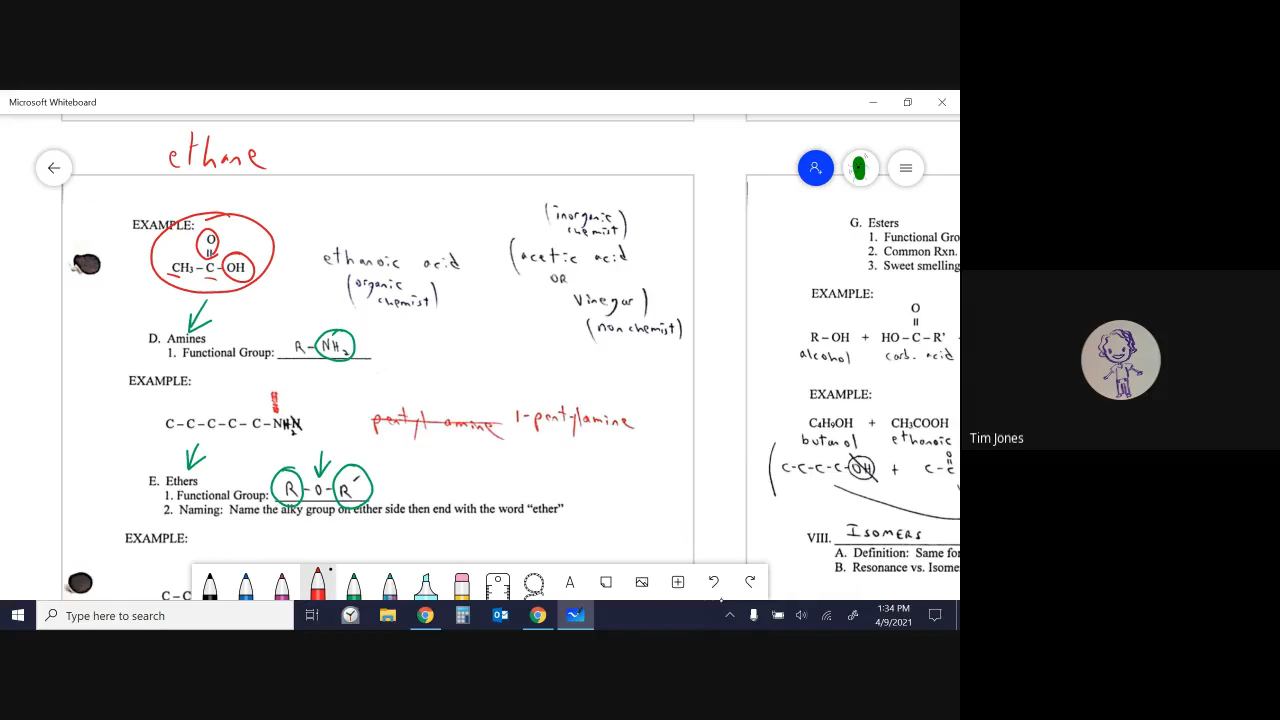 Microsoft Whiteboard
ethane
EXAMPLE:
O
CH₃ – C – OH
ethanoic acid
(organic
chemist)
(inorganic
chemist)
(acetic acid
OR
Vinegar)
(nonchemist)
D. Amines
1. Functional Group: R – NH₂
EXAMPLE:
C – C – C – C – C – N
pentyl amine 1-pentylamine
E. Ethers
1. Functional Group: R – O – R'
2. Naming: Name the alky group on either side then end with the word “ether”
EXAMPLE:
C – C
G. Esters
1. Functional Gro
2. Common Rxn.
3. Sweet smelling
EXAMPLE:
O
R – OH + HO – C – R'
alcohol carb. acid
EXAMPLE:
C₄H₉OH + CH₃COOH
butanol ethanoic
O
C-C-C-C-OH + C-C
VIII. ISOMERS
A. Definition: Same for
B. Resonance vs. Isome
Tim Jones
A
Type here to search
1:34 PM
4/9/2021